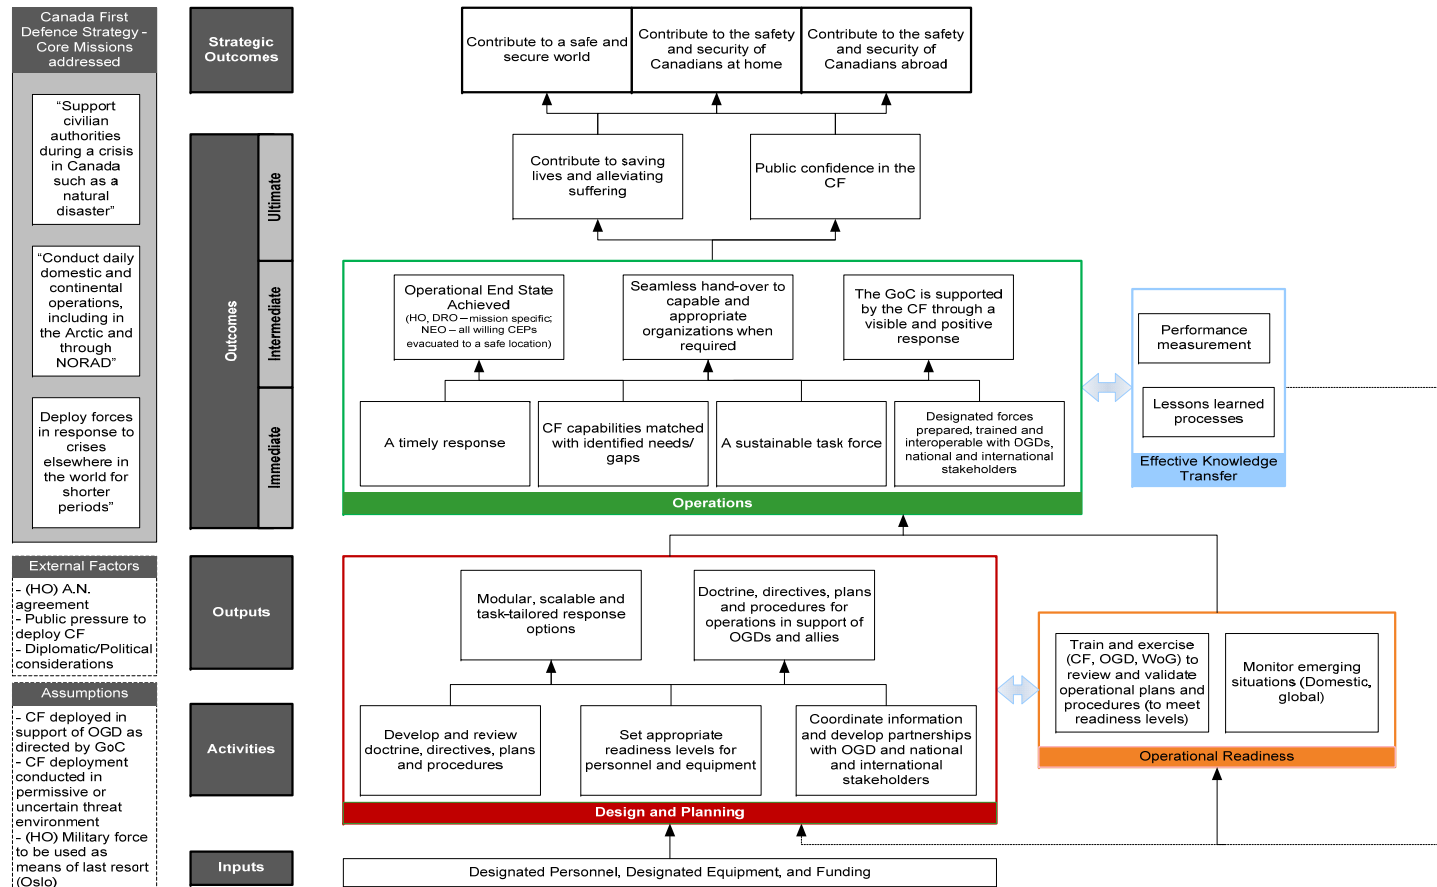 Canada First
Defence Strategy -
Core Missions
addressed
“Support
civilian
authorities
during a crisis
in Canada
such as a
natural
disaster”
“Conduct daily
domestic and
continental
operations,
including in
the Arctic and
through
NORAD”
Deploy forces
in response to
crises
elsewhere in
the world for
shorter
periods”
External Factors
- (HO) A.N.
agreement
- Public pressure to
deploy CF
- Diplomatic/Political
considerations
Assumptions
- CF deployed in
support of OGD as
directed by GoC
- CF deployment
conducted in
permissive or
uncertain threat
environment
- (HO) Military force
to be used as
means of last resort
(Oslo)
Strategic
Outcomes
Contribute to a safe and
secure world
Contribute to the safety
and security of
Canadians at home
Contribute to the safety
and security of
Canadians abroad
Outcomes
Ultimate
Intermediate
Immediate
Contribute to saving
lives and alleviating
suffering
Public confidence in the
CF
Operational End State
Achieved
(HO, DRO – mission specific;
NEO – all willing CEPs
evacuated to a safe location)
Seamless hand-over to
capable and
appropriate
organizations when
required
The GoC is supported
by the CF through a
visible and positive
response
A timely response
CF capabilities matched
with identified needs/
gaps
A sustainable task force
Designated forces
prepared, trained and
interoperable with OGDs,
national and international
stakeholders
Operations
Performance
measurement
Lessons learned
processes
Effective Knowledge
Transfer
Outputs
Modular, scalable and
task-tailored response
options
Doctrine, directives, plans
and procedures for
operations in support of
OGDs and allies
Activities
Develop and review
doctrine, directives, plans
and procedures
Set appropriate
readiness levels for
personnel and equipment
Coordinate information
and develop partnerships
with OGD and national
and international
stakeholders
Design and Planning
Train and exercise
(CF, OGD, WoG) to
review and validate
operational plans and
procedures (to meet
readiness levels)
Monitor emerging
situations (Domestic,
global)
Operational Readiness
Inputs
Designated Personnel, Designated Equipment, and Funding